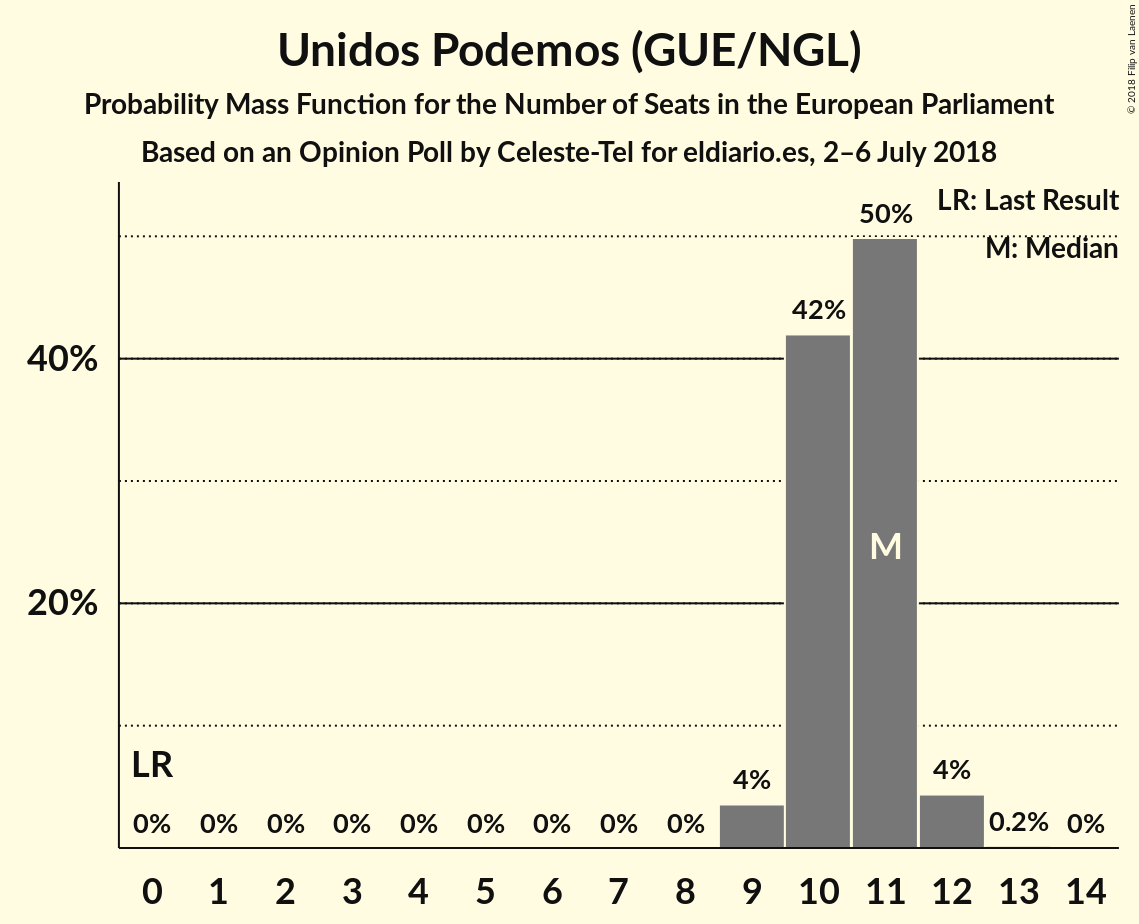 Unidos Podemos (GUE/NGL)
Probability Mass Function for the Number of Seats in the European Parliament
Based on an Opinion Poll by Celeste-Tel for eldiario.es, 2–6 July 2018
© 2018 Filip van Laenen
LR: Last Result
M: Median
50%
42%
40%
M
20%
LR
4%
4%
0% 0% 0% 0% 0% 0% 0% 0% 0% 0.2% 0%
0 1 2 3 4 5 6 7 8 9 10 11 12 13 14